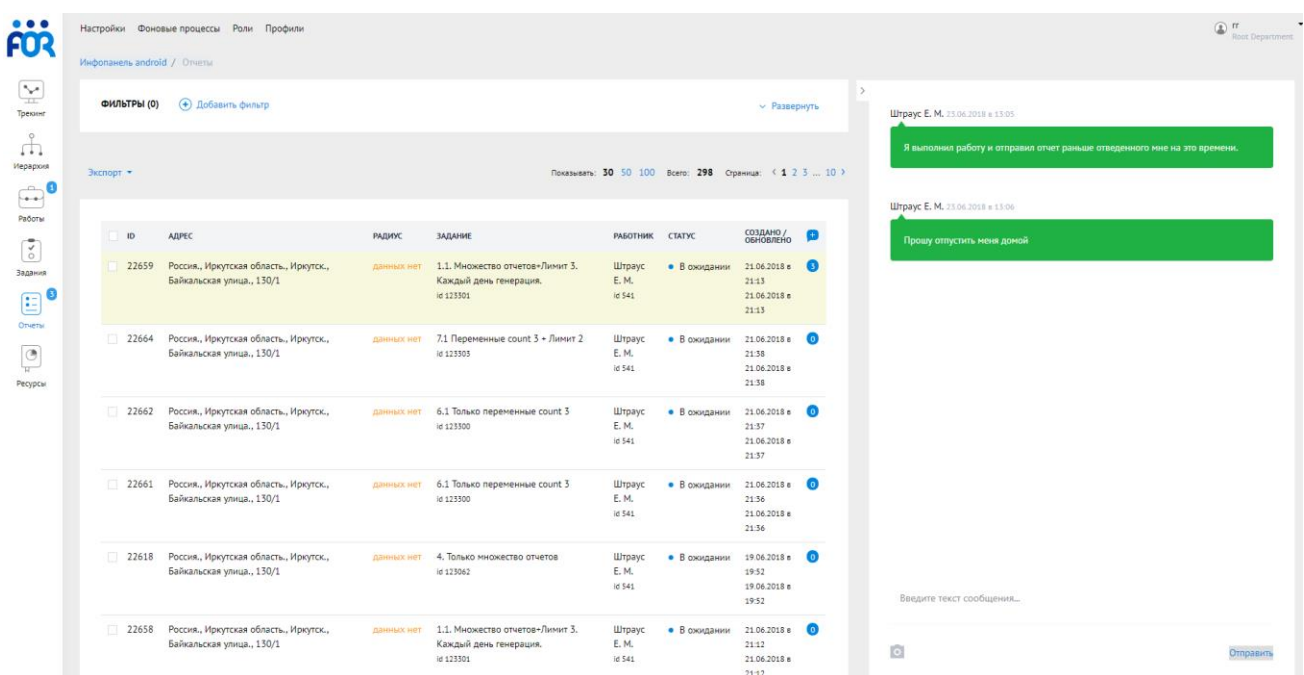 Настройки Фоновые процессы Роли Профили
rr
Root Department
FOR
Инфопанель android / Отчеты
Трекинг
Иерархия
1
Работы
Задания
3
Отчеты
Ресурсы
ФИЛЬТРЫ (0) Добавить фильтр Развернуть
Экспорт Показывать: 30 50 100 Всего: 298 Страница: < 1 2 3 ... 10 >
ID АДРЕС РАДИУС ЗАДАНИЕ РАБОТНИК СТАТУС СОЗДАНО /
ОБНОВЛЕНО
22659 Россия., Иркутская область., Иркутск., данных нет 1.1. Множество отчетов+Лимит 3. Штраус В ожидании 21.06.2018 в 3
Байкальская улица., 130/1 Каждый день генерация. Е. М. 21:13
id 123301 id 541 21.06.2018 в
21:13
22664 Россия., Иркутская область., Иркутск., данных нет 7.1 Переменные count 3 + Лимит 2 Штраус В ожидании 21.06.2018 в 0
Байкальская улица., 130/1 id 123303 Е. М. 21:38
id 541 21.06.2018 в
21:38
22662 Россия., Иркутская область., Иркутск., данных нет 6.1 Только переменные count 3 Штраус В ожидании 21.06.2018 в 0
Байкальская улица., 130/1 id 123300 Е. М. 21:37
id 541 21.06.2018 в
21:37
22661 Россия., Иркутская область., Иркутск., данных нет 6.1 Только переменные count 3 Штраус В ожидании 21.06.2018 в 0
Байкальская улица., 130/1 id 123300 Е. М. 21:36
id 541 21.06.2018 в
21:36
22618 Россия., Иркутская область., Иркутск., данных нет 4. Только множество отчетов Штраус В ожидании 19.06.2018 в 0
Байкальская улица., 130/1 id 123062 Е. М. 19:52
id 541 19.06.2018 в
19:52
22658 Россия., Иркутская область., Иркутск., данных нет 1.1. Множество отчетов+Лимит 3. Штраус В ожидании 21.06.2018 в 0
Байкальская улица., 130/1 Каждый день генерация. Е. М. 21:12
id 123301 id 541 21.06.2018 в
21:12
Штраус Е. М. 23.06.2018 в 13:05
Я выполнил работу и отправил отчет раньше отведенного мне на это времени.
Штраус Е. М. 23.06.2018 в 13:06
Прошу отпустить меня домой
Введите текст сообщения...
Отправить